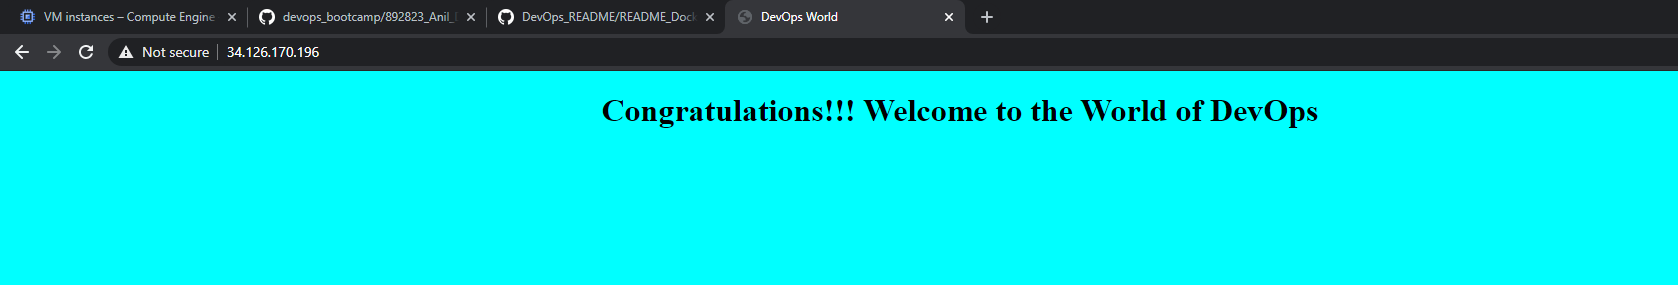 VM instances – Compute Engine
devops_bootcamp/892823_Anil_
DevOps_README/README_Dock
DevOps World
Not secure
34.126.170.196
Congratulations!!! Welcome to the World of DevOps